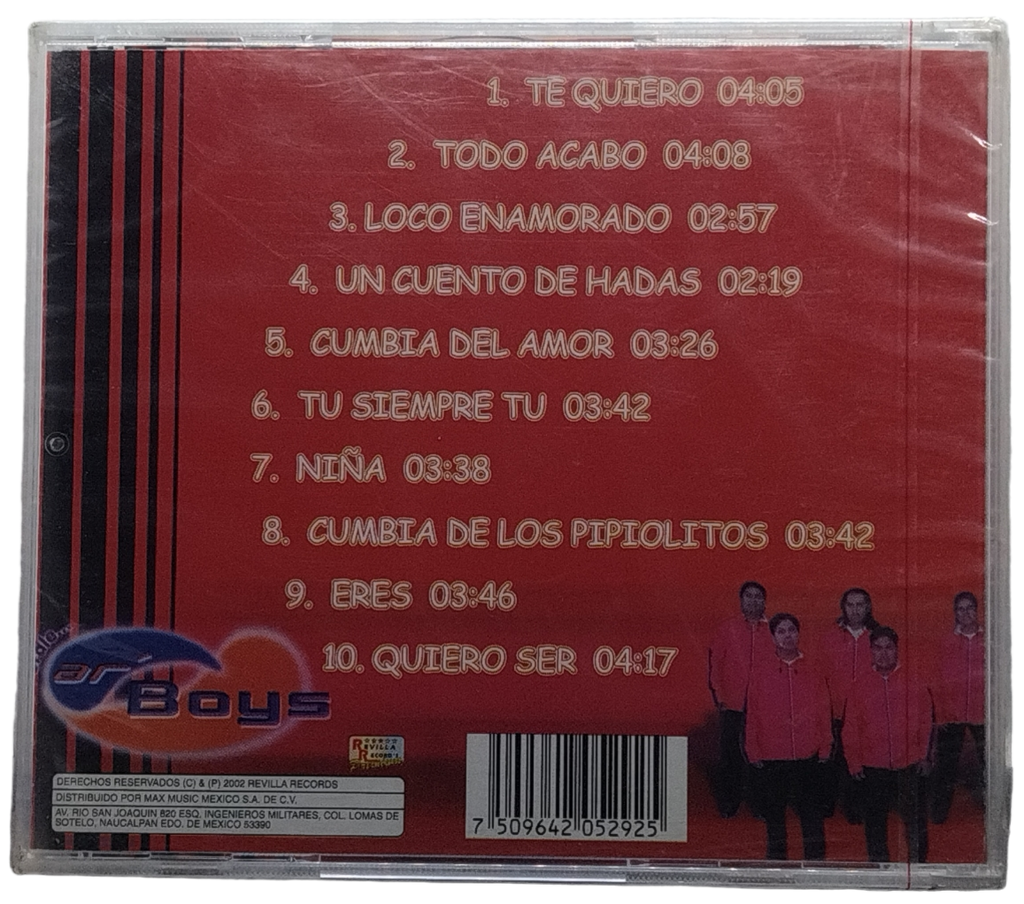 1. TE QUIERO 04:05
2. TODO ACABO 04:08
3. LOCO ENAMORADO 02:57
4. UN CUENTO DE HADAS 02:19
5. CUMBIA DEL AMOR 03:26
6. TU SIEMPRE TU 03:42
7. NIÑA 03:38
8. CUMBIA DE LOS PIPIOLITOS 03:42
9. ERES 03:46
10. QUIERO SER 04:17
Boys
REVILLA
RECORDS
DERECHOS RESERVADOS (C) & (P) 2002 REVILLA RECORDS
DISTRIBUIDO POR MAX MUSIC MEXICO S.A. DE C.V.
AV. RIO SAN JOAQUIN 820 ESQ. INGENIEROS MILITARES, COL. LOMAS DE
SOTELO, NAUCALPAN EDO. DE MEXICO 53390
7 509642 052925